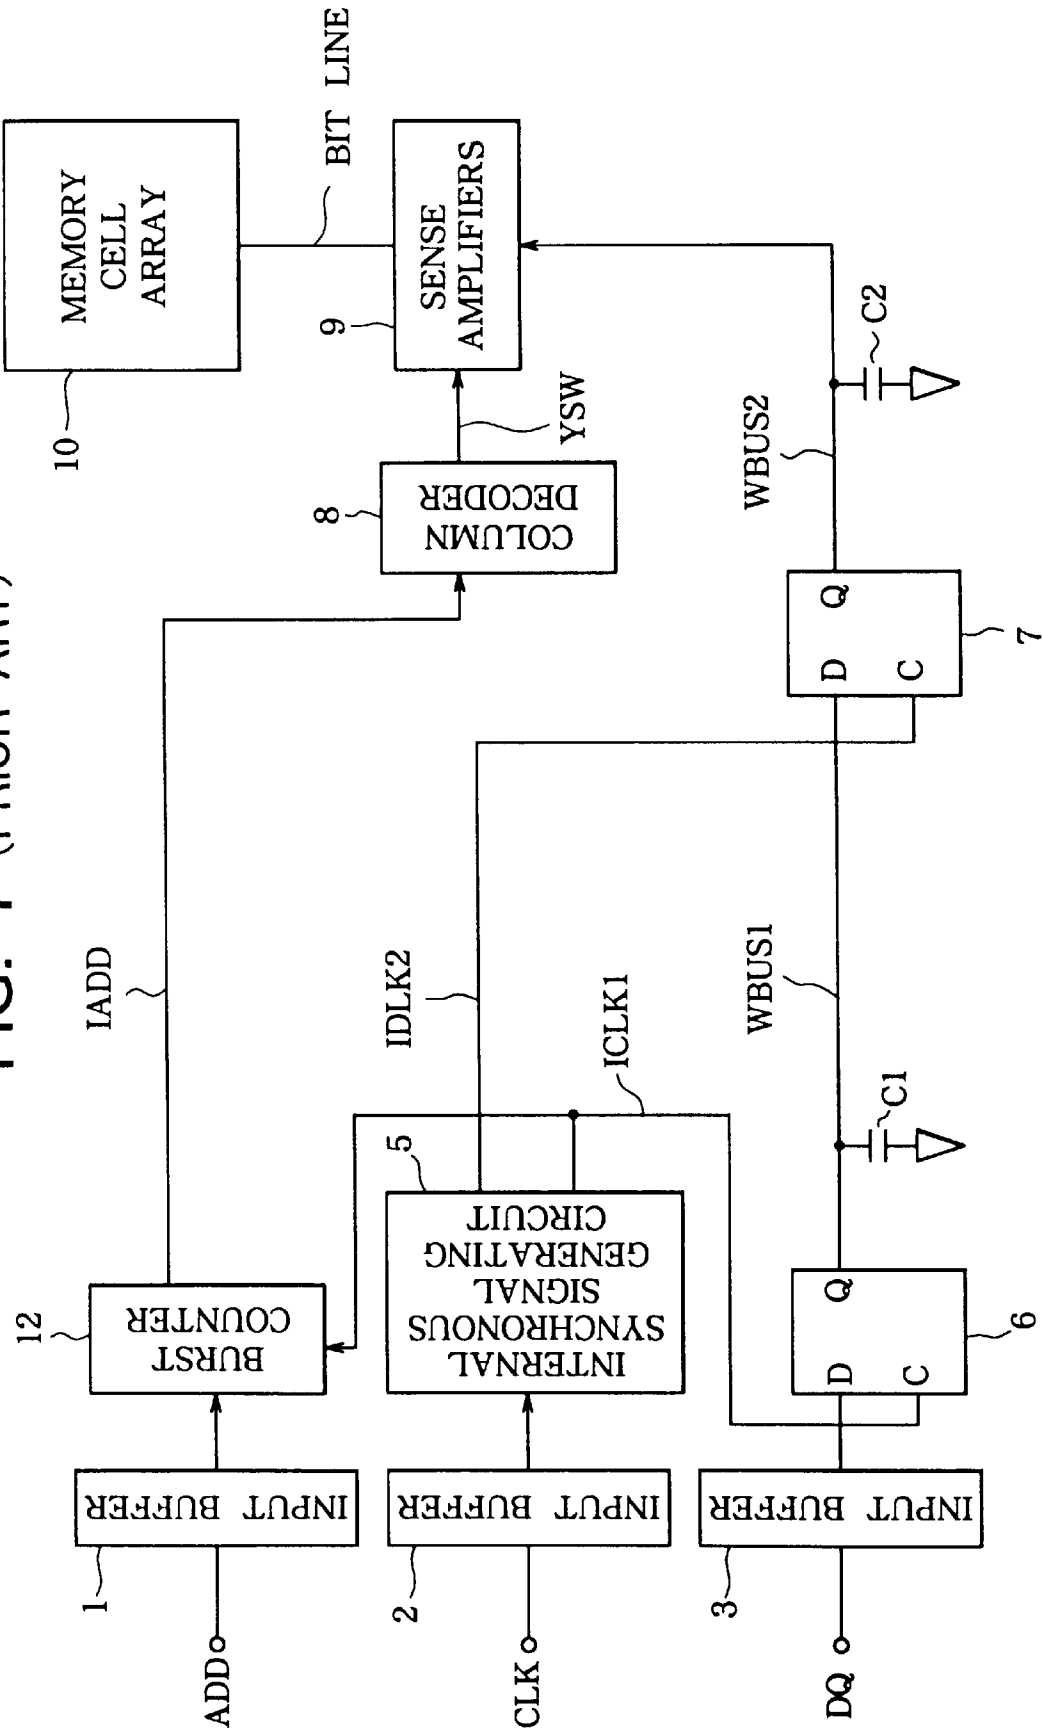 FIG. (PRIOR ART)
ADD
1
INPUT BUFFER
12
BURST
COUNTER
IADD
10
MEMORY
CELL
ARRAY
BIT LINE
CLK
2
INPUT BUFFER
5
INTERNAL
SYNCHRONOUS
SIGNAL
GENERATING
CIRCUIT
IDLK2
ICLK1
8
COLUMN
DECODER
YSW
9
SENSE
AMPLIFIERS
DQ
3
INPUT BUFFER
D
Q
C
6
C1
WBUS1
D
Q
C
7
WBUS2
C2